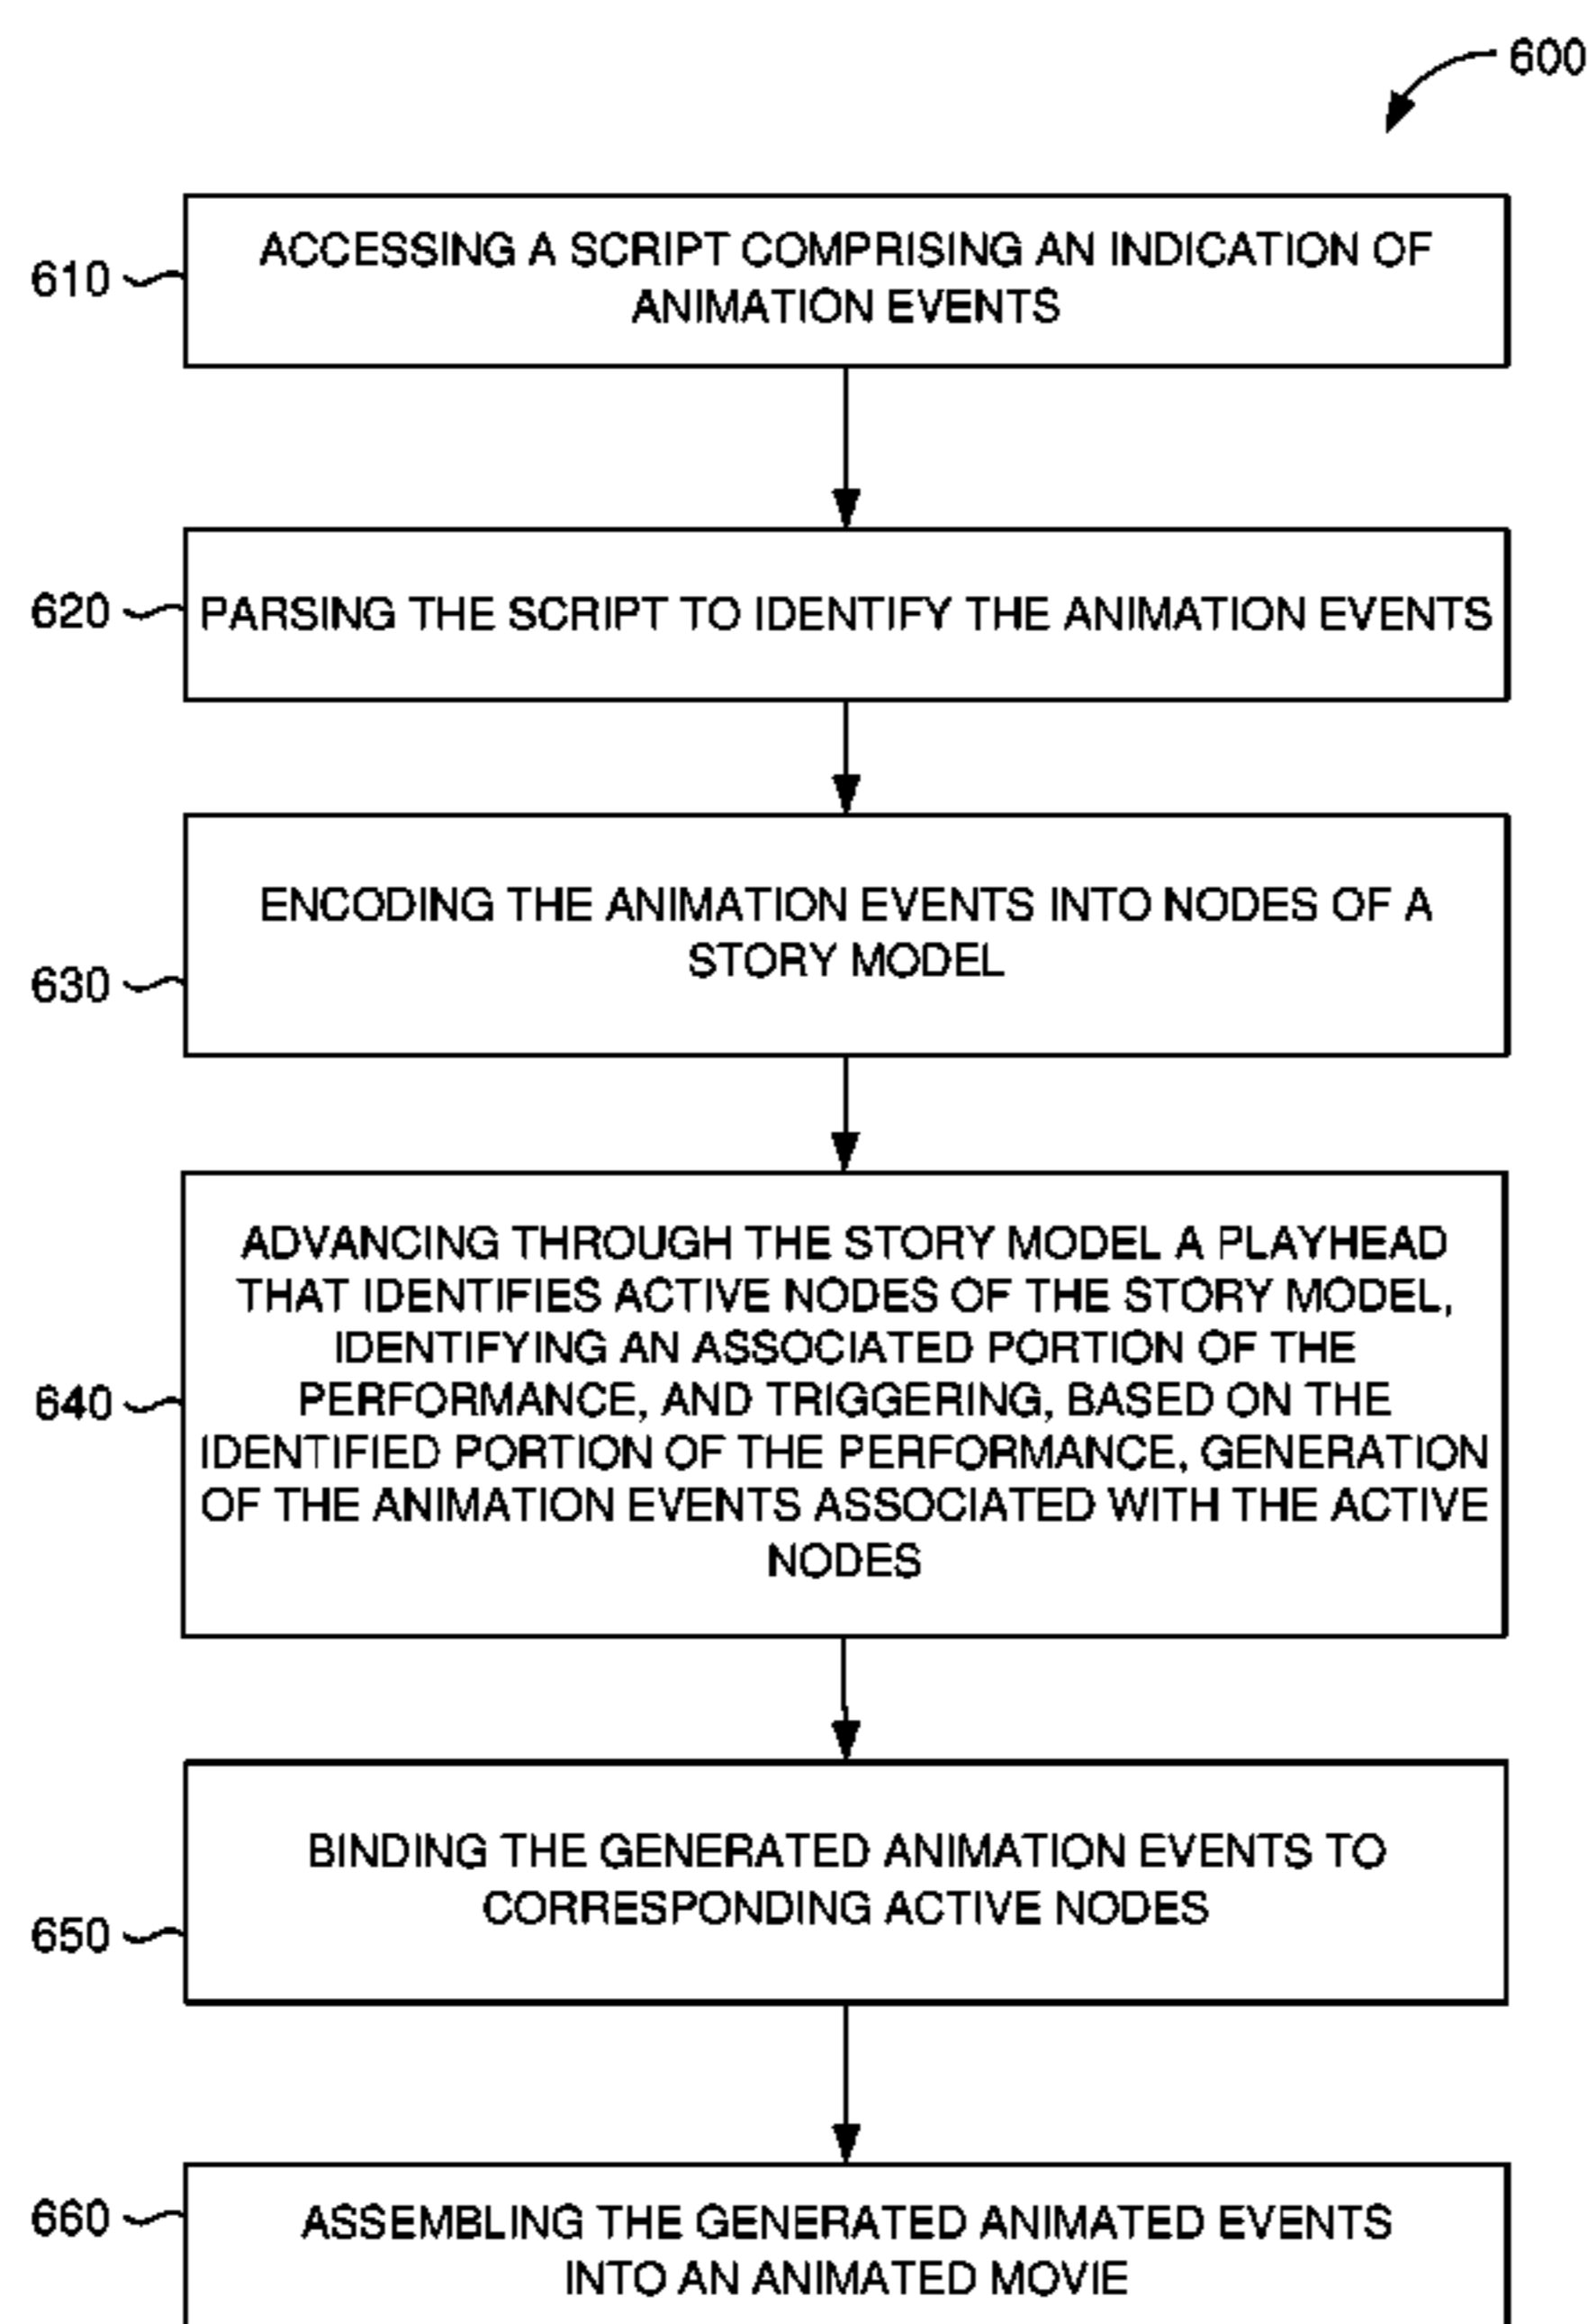 600
610
ACCESSING A SCRIPT COMPRISING AN INDICATION OF
ANIMATION EVENTS
620
PARSING THE SCRIPT TO IDENTIFY THE ANIMATION EVENTS
630
ENCODING THE ANIMATION EVENTS INTO NODES OF A
STORY MODEL
640
ADVANCING THROUGH THE STORY MODEL A PLAYHEAD
THAT IDENTIFIES ACTIVE NODES OF THE STORY MODEL,
IDENTIFYING AN ASSOCIATED PORTION OF THE
PERFORMANCE, AND TRIGGERING, BASED ON THE
IDENTIFIED PORTION OF THE PERFORMANCE, GENERATION
OF THE ANIMATION EVENTS ASSOCIATED WITH THE ACTIVE
NODES
650
BINDING THE GENERATED ANIMATION EVENTS TO
CORRESPONDING ACTIVE NODES
660
ASSEMBLING THE GENERATED ANIMATED EVENTS
INTO AN ANIMATED MOVIE